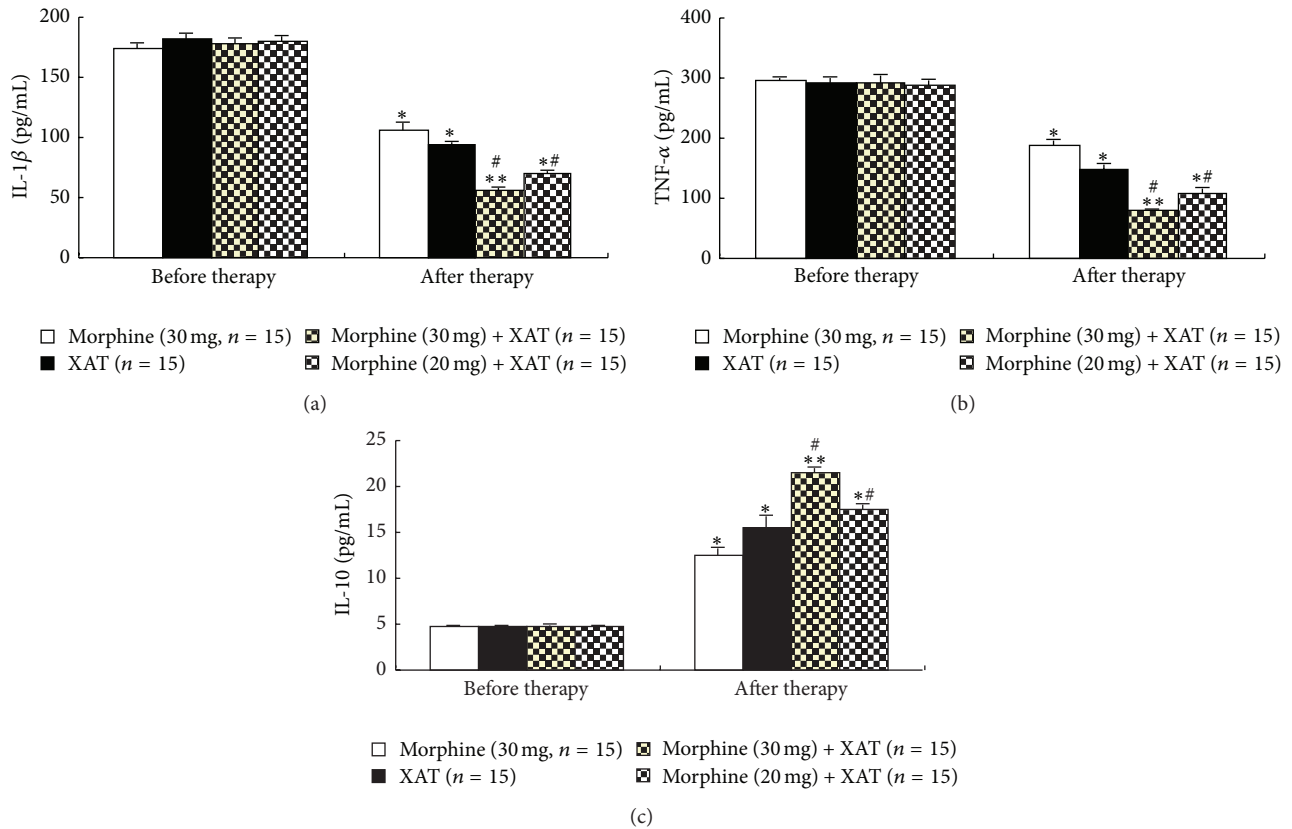 200
150
100
50
0
IL-1β (pg/mL)
* * # ** *#
Before therapy After therapy
Morphine (30 mg, n = 15) Morphine (30 mg) + XAT (n = 15)
XAT (n = 15) Morphine (20 mg) + XAT (n = 15)
(a)
400
300
200
100
0
TNF-α (pg/mL)
* * # ** *#
Before therapy After therapy
Morphine (30 mg, n = 15) Morphine (30 mg) + XAT (n = 15)
XAT (n = 15) Morphine (20 mg) + XAT (n = 15)
(b)
25
20
15
10
5
0
IL-10 (pg/mL)
* * # ** *#
Before therapy After therapy
Morphine (30 mg, n = 15) Morphine (30 mg) + XAT (n = 15)
XAT (n = 15) Morphine (20 mg) + XAT (n = 15)
(c)